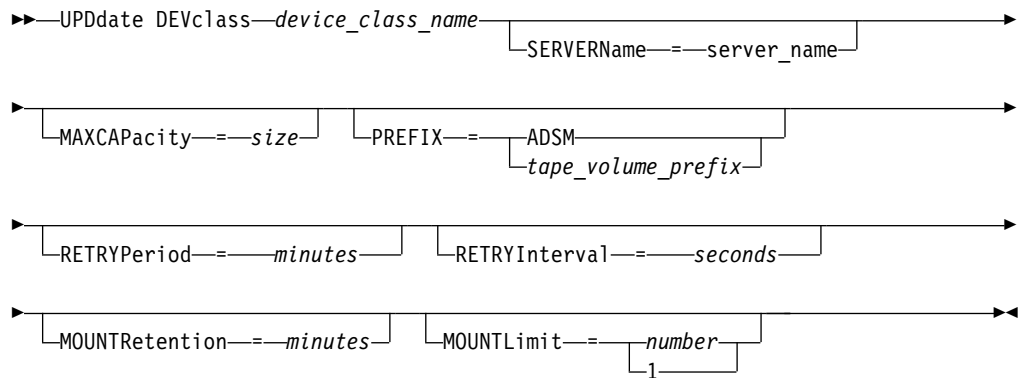 UPDdate DEVclass device_class_name
SERVERName = server_name
MAXCAPacity = size PREFIX = ADSM
tape_volume_prefix
RETRYPeriod = minutes RETRYInterval = seconds
MOUNTRetention = minutes MOUNTLimit = number
1